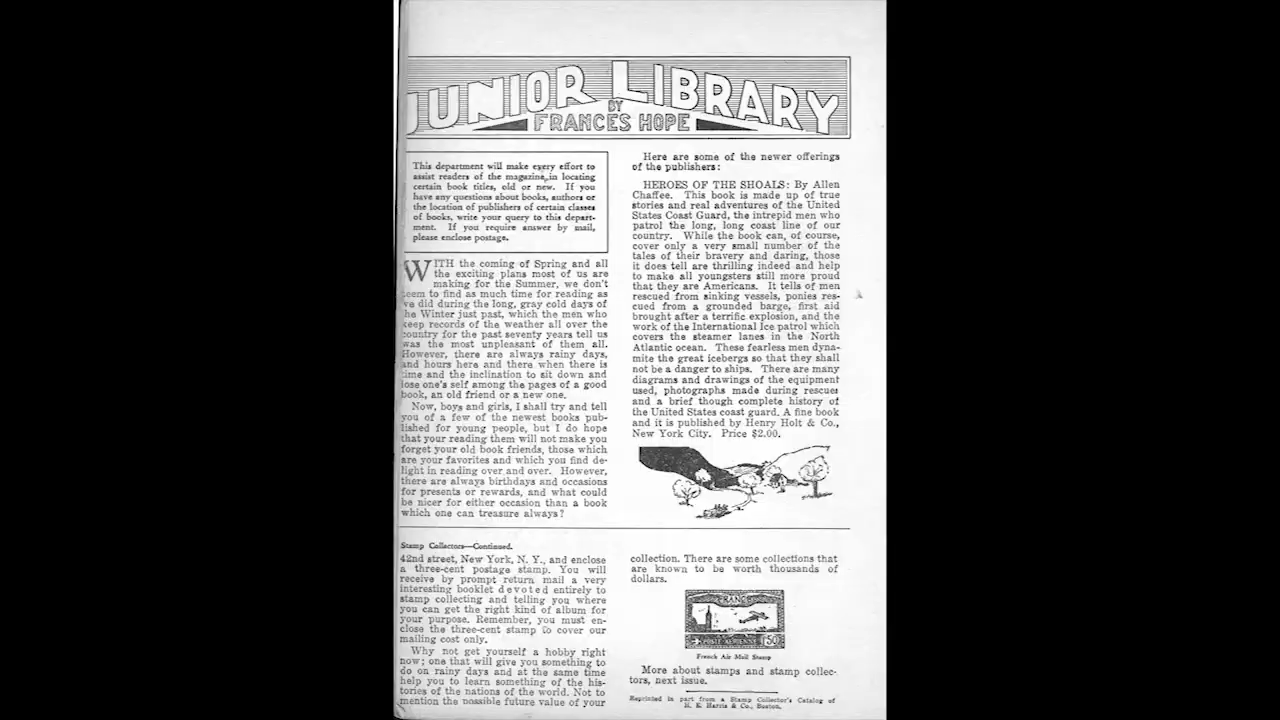 JUNIOR LIBRARY
BY
FRANCES HOPE
This department will make every effort to
assist readers of the magazine in locating
certain book titles, old or new. If you
have any questions about books, authors or
the location of publishers of certain classes
of books, write your query to this depart-
ment. If you require answer by mail,
please enclose postage.
WITH the coming of Spring and all
the exciting plans most of us are
making for the Summer, we don't
seem to find as much time for reading as
we did during the long, gray cold days of
the Winter just past, which the men who
keep records of the weather all over the
country for the past seventy years tell us
was the most unpleasant of them all.
However, there are always rainy days,
and hours here and there when there is
time and the inclination to sit down and
lose one's self among the pages of a good
book, an old friend or a new one.
Now, boys and girls, I shall try and tell
you of a few of the newest books pub-
lished for young people, but I do hope
that your reading them will not make you
forget your old book friends, those which
are your favorites and which you find de-
light in reading over and over. However,
there are always birthdays and occasions
for presents or rewards, and what could
be nicer for either occasion than a book
which one can treasure always?
Here are some of the newer offerings
of the publishers:
HEROES OF THE SHOALS: By Allen
Chaffee. This book is made up of true
stories and real adventures of the United
States Coast Guard, the intrepid men who
patrol the long, long coast line of our
country. While the book can, of course,
cover only a very small number of the
tales of their bravery and daring, those
it does tell are thrilling indeed and help
to make all youngsters still more proud
that they are Americans. It tells of men
rescued from sinking vessels, ponies res-
cued from a grounded barge, first aid
brought after a terrific explosion, and the
work of the International Ice patrol which
covers the steamer lanes in the North
Atlantic ocean. These fearless men dyna-
mite the great icebergs so that they shall
not be a danger to ships. There are many
diagrams and drawings of the equipment
used, photographs made during rescues
and a brief though complete history of
the United States coast guard. A fine book
and it is published by Henry Holt & Co.,
New York City. Price $2.00.
Stamp Collectors—Continued.
42nd street, New York, N. Y., and enclose
a three-cent postage stamp. You will
receive by prompt return mail a very
interesting booklet devoted entirely to
stamp collecting and telling you where
you can get the right kind of album for
your purpose. Remember, you must en-
close the three-cent stamp to cover our
mailing cost only.
Why not get yourself a hobby right
now; one that will give you something to
do on rainy days and at the same time
help you to learn something of the his-
tories of the nations of the world. Not to
mention the possible future value of your
collection. There are some collections that
are known to be worth thousands of
dollars.
FRANCE
POSTE AERIENNE 150
French Air Mail Stamp
More about stamps and stamp collec-
tors, next issue.
Reprinted in part from a Stamp Collector's Catalog of
H. E. Harris & Co., Boston.